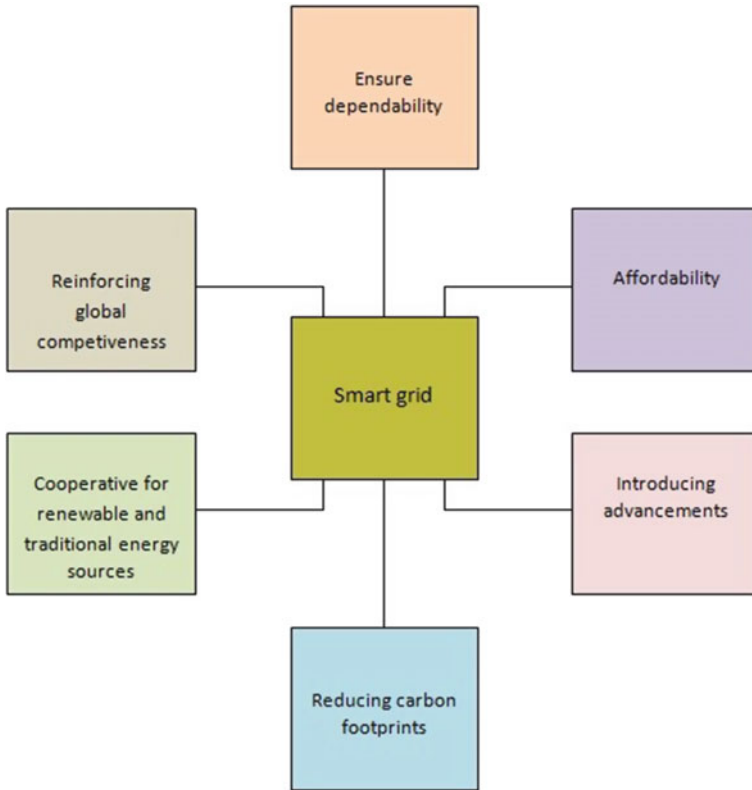 Ensure
dependability
Reinforcing
global
competiveness
Affordability
Smart grid
Cooperative for
renewable and
traditional energy
sources
Introducing
advancements
Reducing carbon
footprints